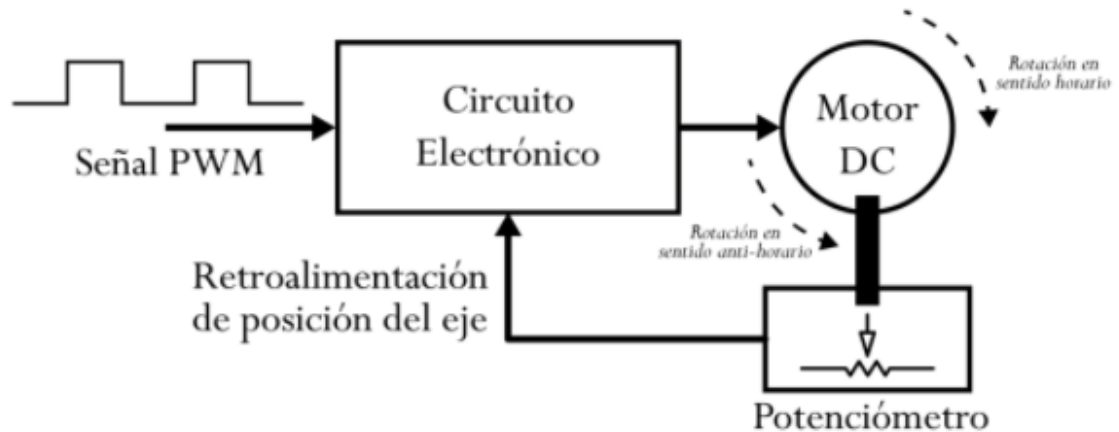 Señal PWM
Circuito
Electrónico
Motor
DC
Rotación en
sentido horario
Rotación en
sentido anti-horario
Retroalimentación
de posición del eje
Potenciómetro